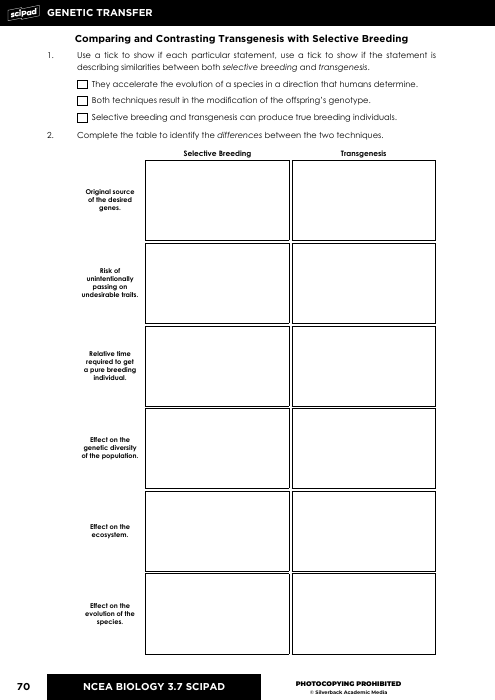 scipad GENETIC TRANSFER
Comparing and Contrasting Transgenesis with Selective Breeding
1. Use a tick to show if each particular statement, use a tick to show if the statement is
describing similarities between both selective breeding and transgenesis.
They accelerate the evolution of a species in a direction that humans determine.
Both techniques result in the modification of the offspring's genotype.
Selective breeding and transgenesis can produce true breeding individuals.
2. Complete the table to identify the differences between the two techniques.
Selective Breeding Transgenesis
Original source
of the desired
genes.
Risk of
unintentionally
passing on
undesirable traits.
Relative time
required to get
a pure breeding
individual.
Effect on the
genetic diversity
of the population.
Effect on the
ecosystem.
Effect on the
evolution of the
species.
70 NCEA BIOLOGY 3.7 SCIPAD
PHOTOCOPYING PROHIBITED
© Silverback Academic Media